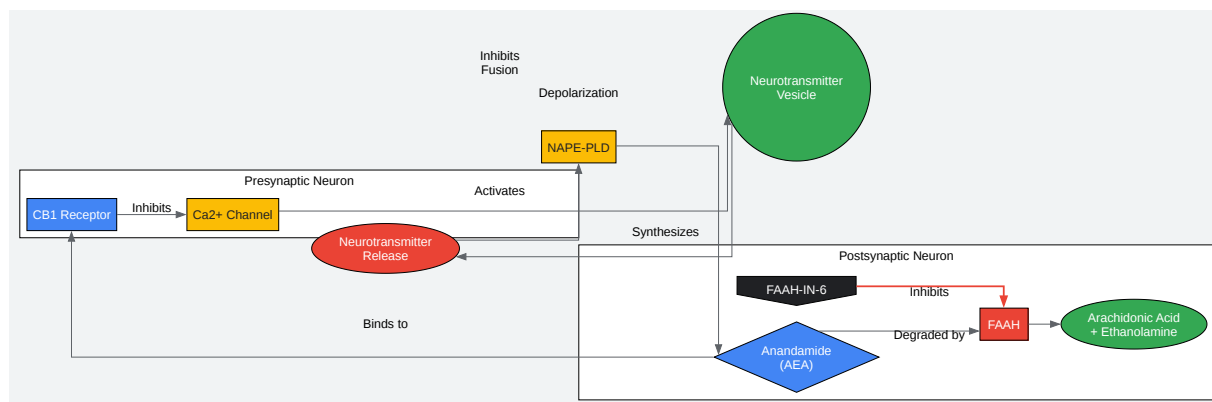 Inhibits
Fusion
Neurotransmitter
Vesicle
Depolarization
NAPE-PLD
Presynaptic Neuron
Activates
CB1 Receptor
Inhibits
Ca2+ Channel
Neurotransmitter
Release
Synthesizes
Postsynaptic Neuron
FAAH-IN-6
Inhibits
FAAH
Arachidonic Acid
+ Ethanolamine
Binds to
Degraded by
Anandamide
(AEA)